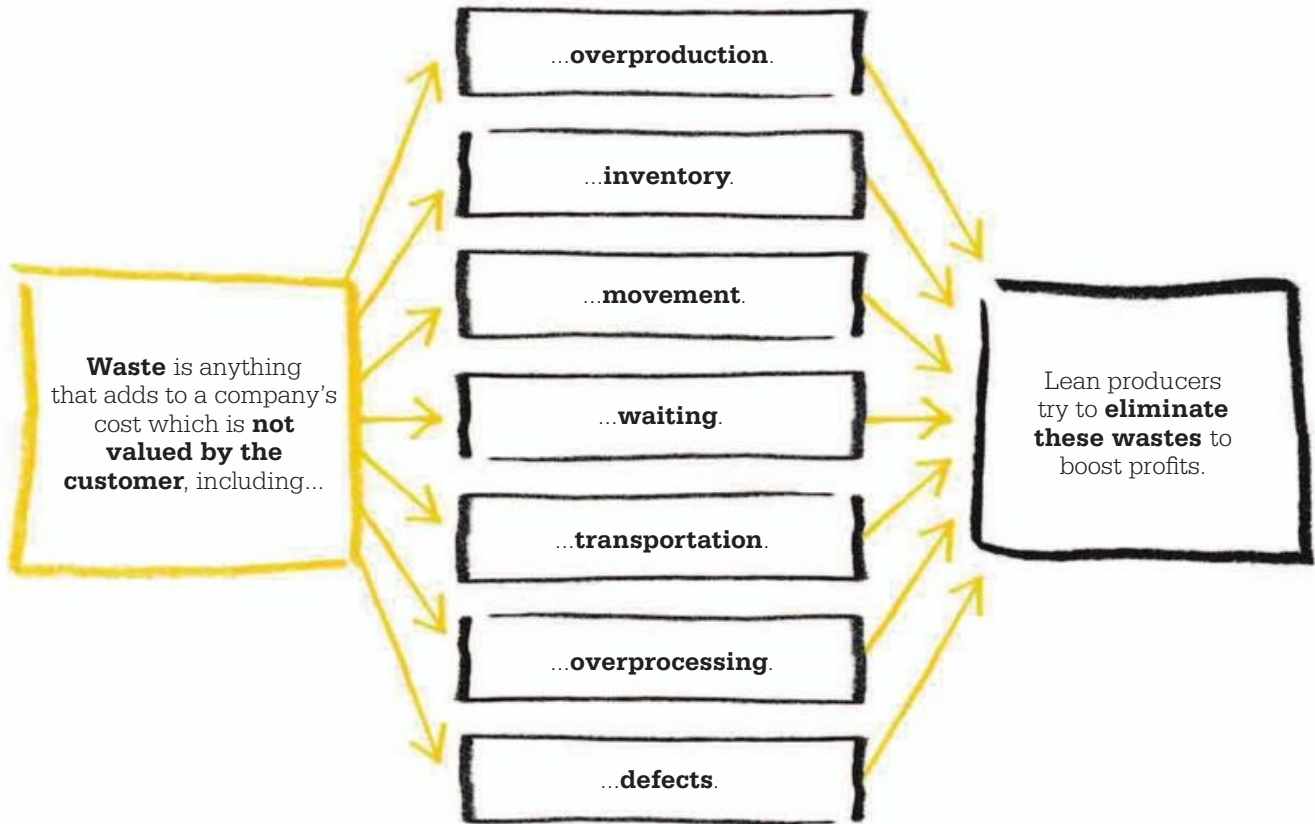 Waste is anything
that adds to a company's
cost which is not
valued by the
customer, including...
...overproduction.
...inventory.
...movement.
...waiting.
...transportation.
...overprocessing.
...defects.
Lean producers
try to eliminate
these wastes to
boost profits.